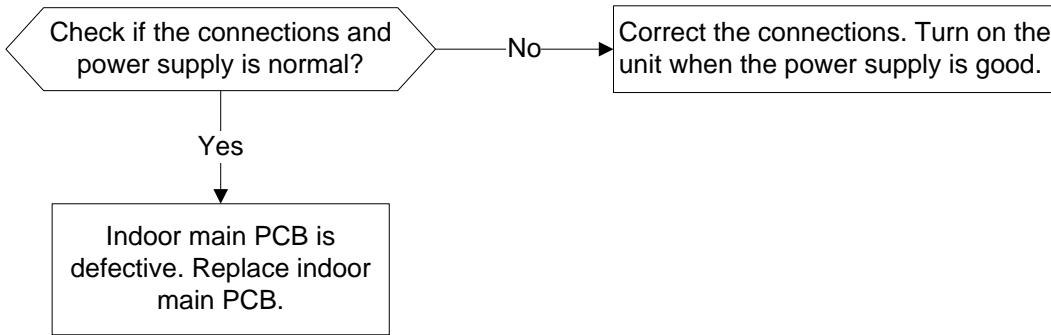 Check if the connections and
power supply is normal?
No
Correct the connections. Turn on the
unit when the power supply is good.
Yes
Indoor main PCB is
defective. Replace indoor
main PCB.